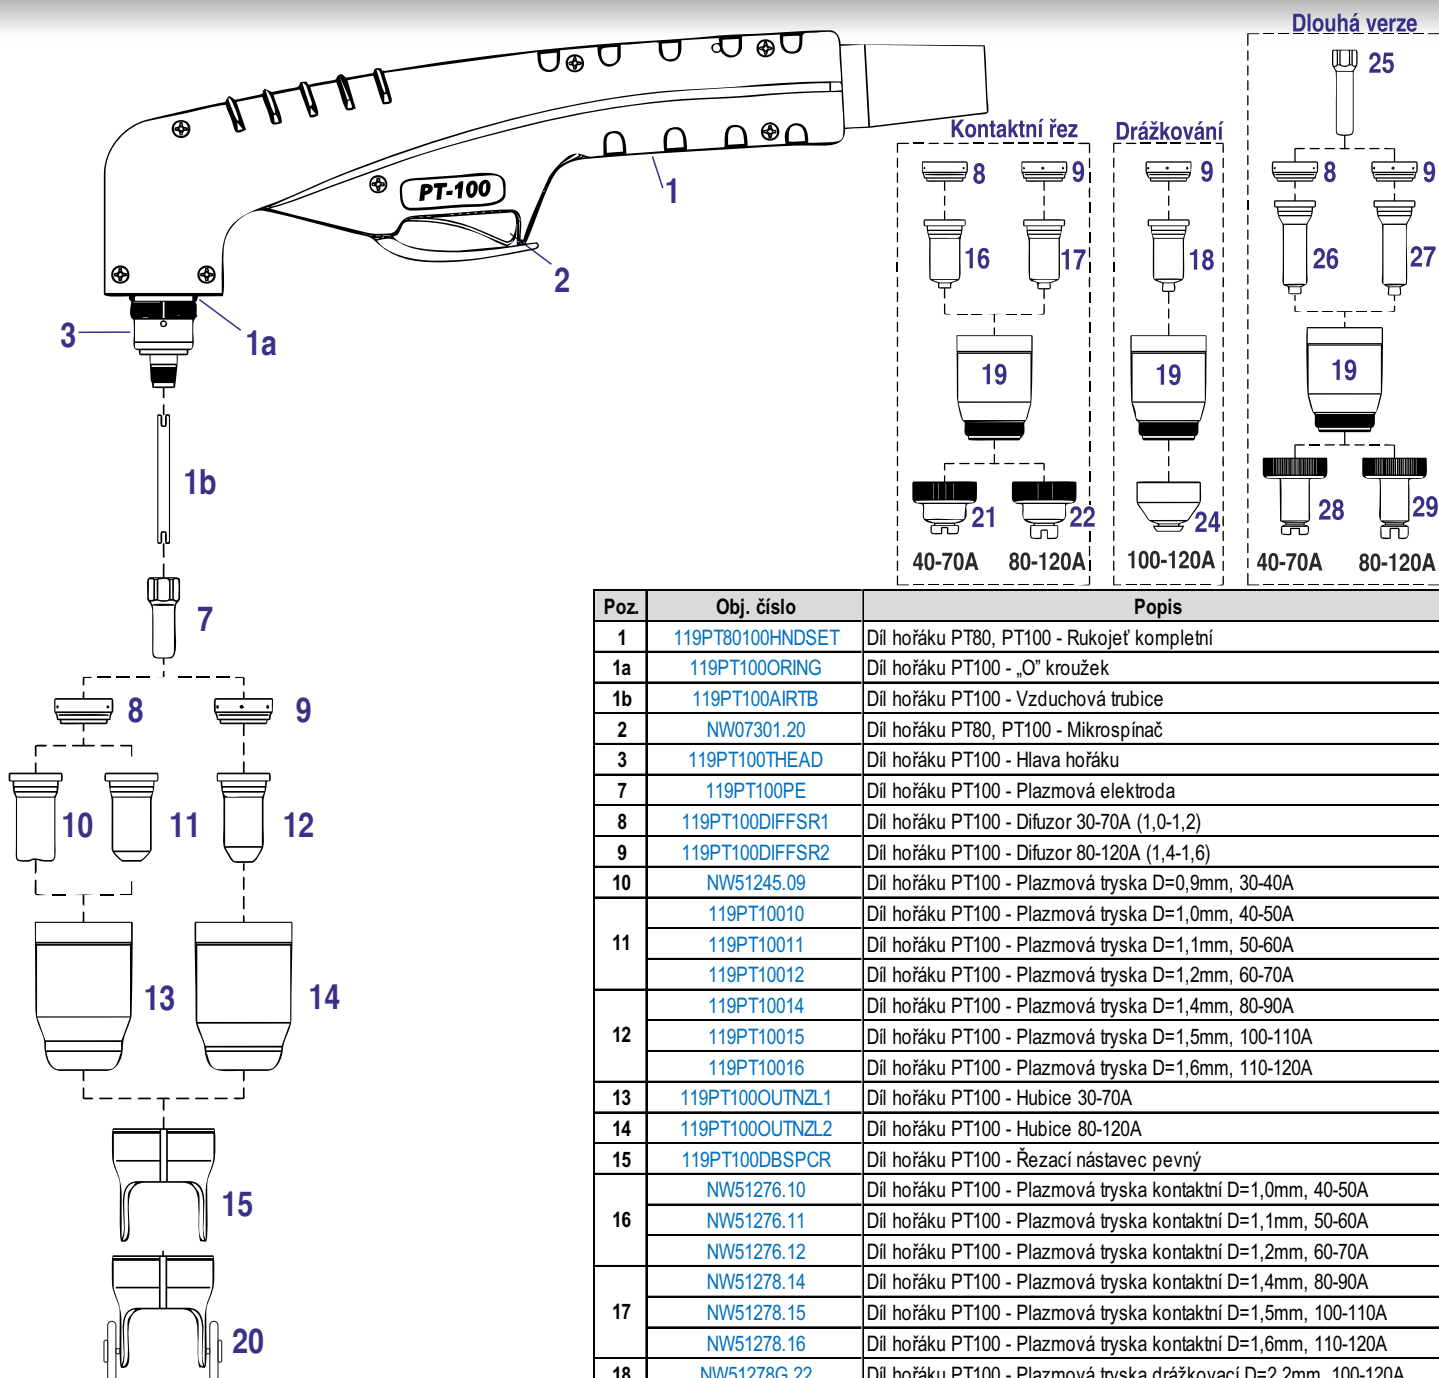 Dlouhá verze
25
Kontaktní řez
Drážkování
8
9
9
8
9
PT-100
1
2
16
17
18
26
27
3
1a
19
19
19
1b
21
22
24
28
29
40-70A
80-120A
100-120A
40-70A
80-120A
7
8
9
10
11
12
13
14
15
20
Poz. Obj. číslo Popis
1 119PT80100HNDSET Díl hořáku PT80, PT100 - Rukojeť kompletní
1a 119PT100ORING Díl hořáku PT100 - „O” kroužek
1b 119PT100AIRTB Díl hořáku PT100 - Vzduchová trubice
2 NW07301.20 Díl hořáku PT80, PT100 - Mikrospínač
3 119PT100THEAD Díl hořáku PT100 - Hlava hořáku
7 119PT100PE Díl hořáku PT100 - Plazmová elektroda
8 119PT100DIFFSR1 Díl hořáku PT100 - Difuzor 30-70A (1,0-1,2)
9 119PT100DIFFSR2 Díl hořáku PT100 - Difuzor 80-120A (1,4-1,6)
10 NW51245.09 Díl hořáku PT100 - Plazmová tryska D=0,9mm, 30-40A
119PT10010 Díl hořáku PT100 - Plazmová tryska D=1,0mm, 40-50A
11 119PT10011 Díl hořáku PT100 - Plazmová tryska D=1,1mm, 50-60A
119PT10012 Díl hořáku PT100 - Plazmová tryska D=1,2mm, 60-70A
119PT10014 Díl hořáku PT100 - Plazmová tryska D=1,4mm, 80-90A
12 119PT10015 Díl hořáku PT100 - Plazmová tryska D=1,5mm, 100-110A
119PT10016 Díl hořáku PT100 - Plazmová tryska D=1,6mm, 110-120A
13 119PT100OUTNZL1 Díl hořáku PT100 - Hubice 30-70A
14 119PT100OUTNZL2 Díl hořáku PT100 - Hubice 80-120A
15 119PT100DBSPCR Díl hořáku PT100 - Řezací nástavec pevný
NW51276.10 Díl hořáku PT100 - Plazmová tryska kontaktní D=1,0mm, 40-50A
16 NW51276.11 Díl hořáku PT100 - Plazmová tryska kontaktní D=1,1mm, 50-60A
NW51276.12 Díl hořáku PT100 - Plazmová tryska kontaktní D=1,2mm, 60-70A
NW51278.14 Díl hořáku PT100 - Plazmová tryska kontaktní D=1,4mm, 80-90A
17 NW51278.15 Díl hořáku PT100 - Plazmová tryska kontaktní D=1,5mm, 100-110A
NW51278.16 Díl hořáku PT100 - Plazmová tryska kontaktní D=1,6mm, 110-120A
18 NW51278G.22 Díl hořáku PT100 - Plazmová tryska drážkovací D=2,2mm, 100-120A